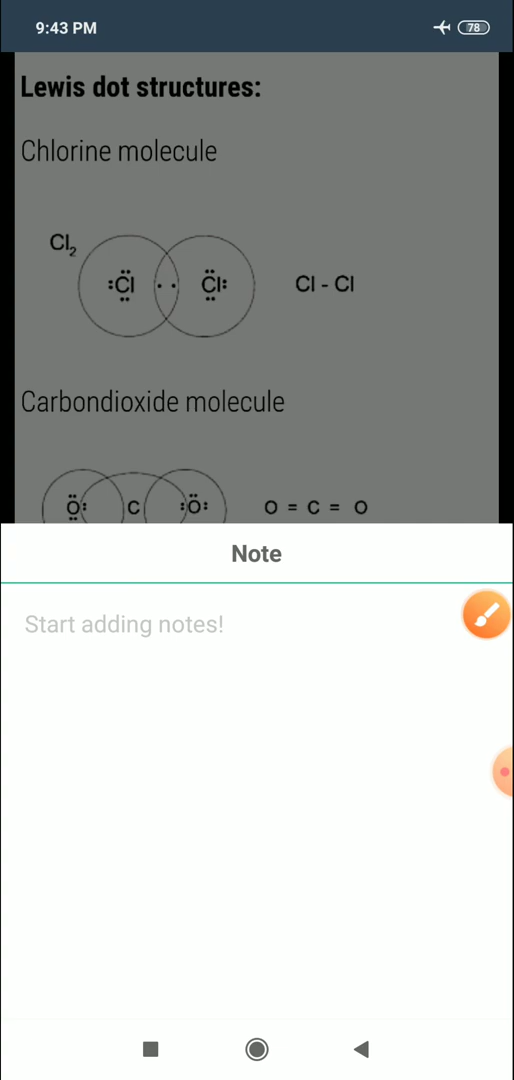 9:43 PM
78
Lewis dot structures:
Chlorine molecule
Cl₂
:Cl
Cl:
Cl - Cl
Carbondioxide molecule
O:
C
:O:
O = C = O
Note
Start adding notes!